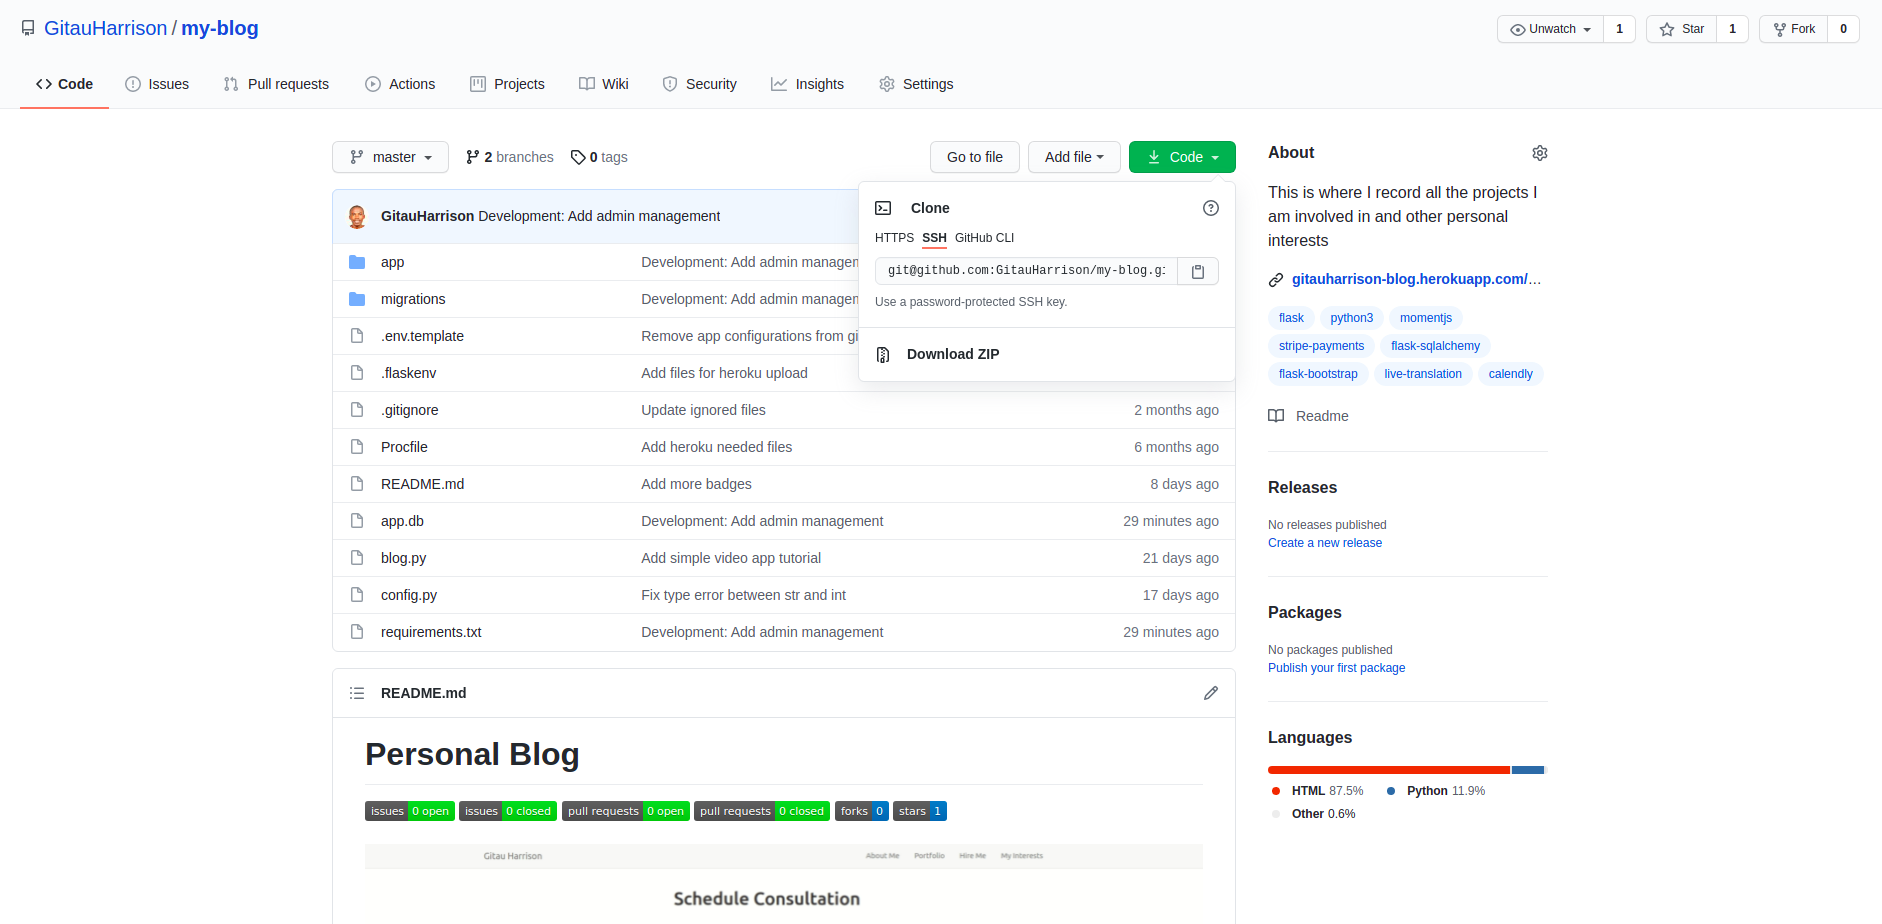 GitauHarrison / my-blog
Unwatch 1 Star 1 Fork 0
Code Issues Pull requests Actions Projects Wiki Security Insights Settings
master 2 branches 0 tags Go to file Add file Code
GitauHarrison Development: Add admin management
app Development: Add admin managem
migrations Development: Add admin managem
.env.template Remove app configurations from gi
.flaskenv Add files for heroku upload
.gitignore Update ignored files 2 months ago
Procfile Add heroku needed files 6 months ago
README.md Add more badges 8 days ago
app.db Development: Add admin management 29 minutes ago
blog.py Add simple video app tutorial 21 days ago
config.py Fix type error between str and int 17 days ago
requirements.txt Development: Add admin management 29 minutes ago
Clone
HTTPS SSH GitHub CLI
git@github.com:GitauHarrison/my-blog.gi
Use a password-protected SSH key.
Download ZIP
README.md
Personal Blog
issues 0 open issues 0 closed pull requests 0 open pull requests 0 closed forks 0 stars 1
Gitau Harrison About Me Portfolio Hire Me My Interests
Schedule Consultation
About
This is where I record all the projects I
am involved in and other personal
interests
gitauharrison-blog.herokuapp.com/…
flask python3 momentjs
stripe-payments flask-sqlalchemy
flask-bootstrap live-translation calendly
Readme
Releases
No releases published
Create a new release
Packages
No packages published
Publish your first package
Languages
HTML 87.5% Python 11.9%
Other 0.6%